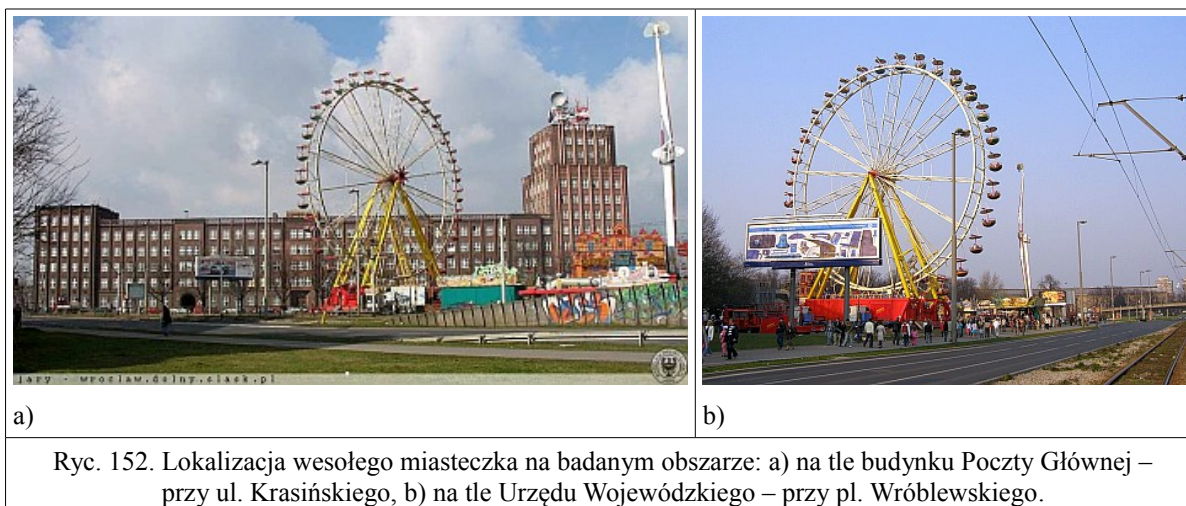 jary - wroclaw.dolny.slask.pl
a)
b)
Ryc. 152. Lokalizacja wesołego miasteczka na badanym obszarze: a) na tle budynku Poczty Głównej –
przy ul. Krasińskiego, b) na tle Urzędu Wojewódzkiego – przy pl. Wróblewskiego.